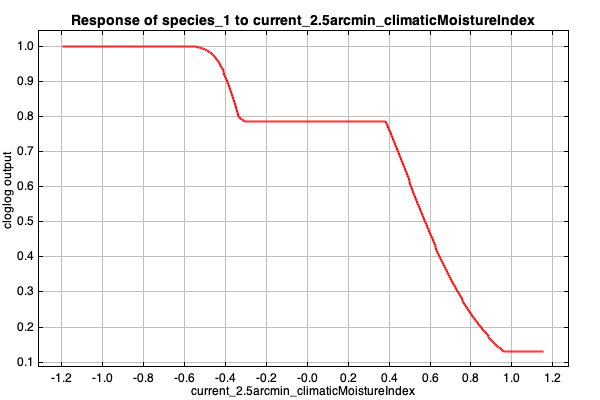 Response of species_1 to current_2.5arcmin_climaticMoistureIndex
1.0
0.9
0.8
0.7
0.6
0.5
0.4
0.3
0.2
0.1
cloglog output
-1.2 -1.0 -0.8 -0.6 -0.4 -0.2 -0.0 0.2 0.4 0.6 0.8 1.0 1.2
current_2.5arcmin_climaticMoistureIndex